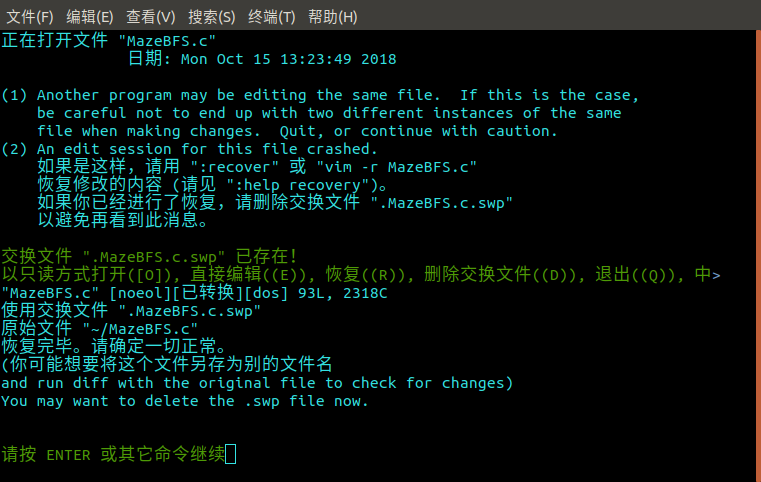 文件(F) 编辑(E) 查看(V) 搜索(S) 终端(T) 帮助(H)
正在打开文件 "MazeBFS.c"
日期: Mon Oct 15 13:23:49 2018
(1) Another program may be editing the same file.  If this is the case,
be careful not to end up with two different instances of the same
file when making changes.  Quit, or continue with caution.
(2) An edit session for this file crashed.
如果是这样，请用 ":recover" 或 "vim -r MazeBFS.c"
恢复修改的内容 (请见 ":help recovery")。
如果你已经进行了恢复，请删除交换文件 ".MazeBFS.c.swp"
以避免再看到此消息。
交换文件 ".MazeBFS.c.swp" 已存在！
以只读方式打开([O]), 直接编辑((E)), 恢复((R)), 删除交换文件((D)), 退出((Q)), 中>
"MazeBFS.c" [noeol][已转换][dos] 93L, 2318C
使用交换文件 ".MazeBFS.c.swp"
原始文件 "~/MazeBFS.c"
恢复完毕。请确定一切正常。
(你可能想要将这个文件另存为别的文件名
and run diff with the original file to check for changes)
You may want to delete the .swp file now.
请按 ENTER 或其它命令继续